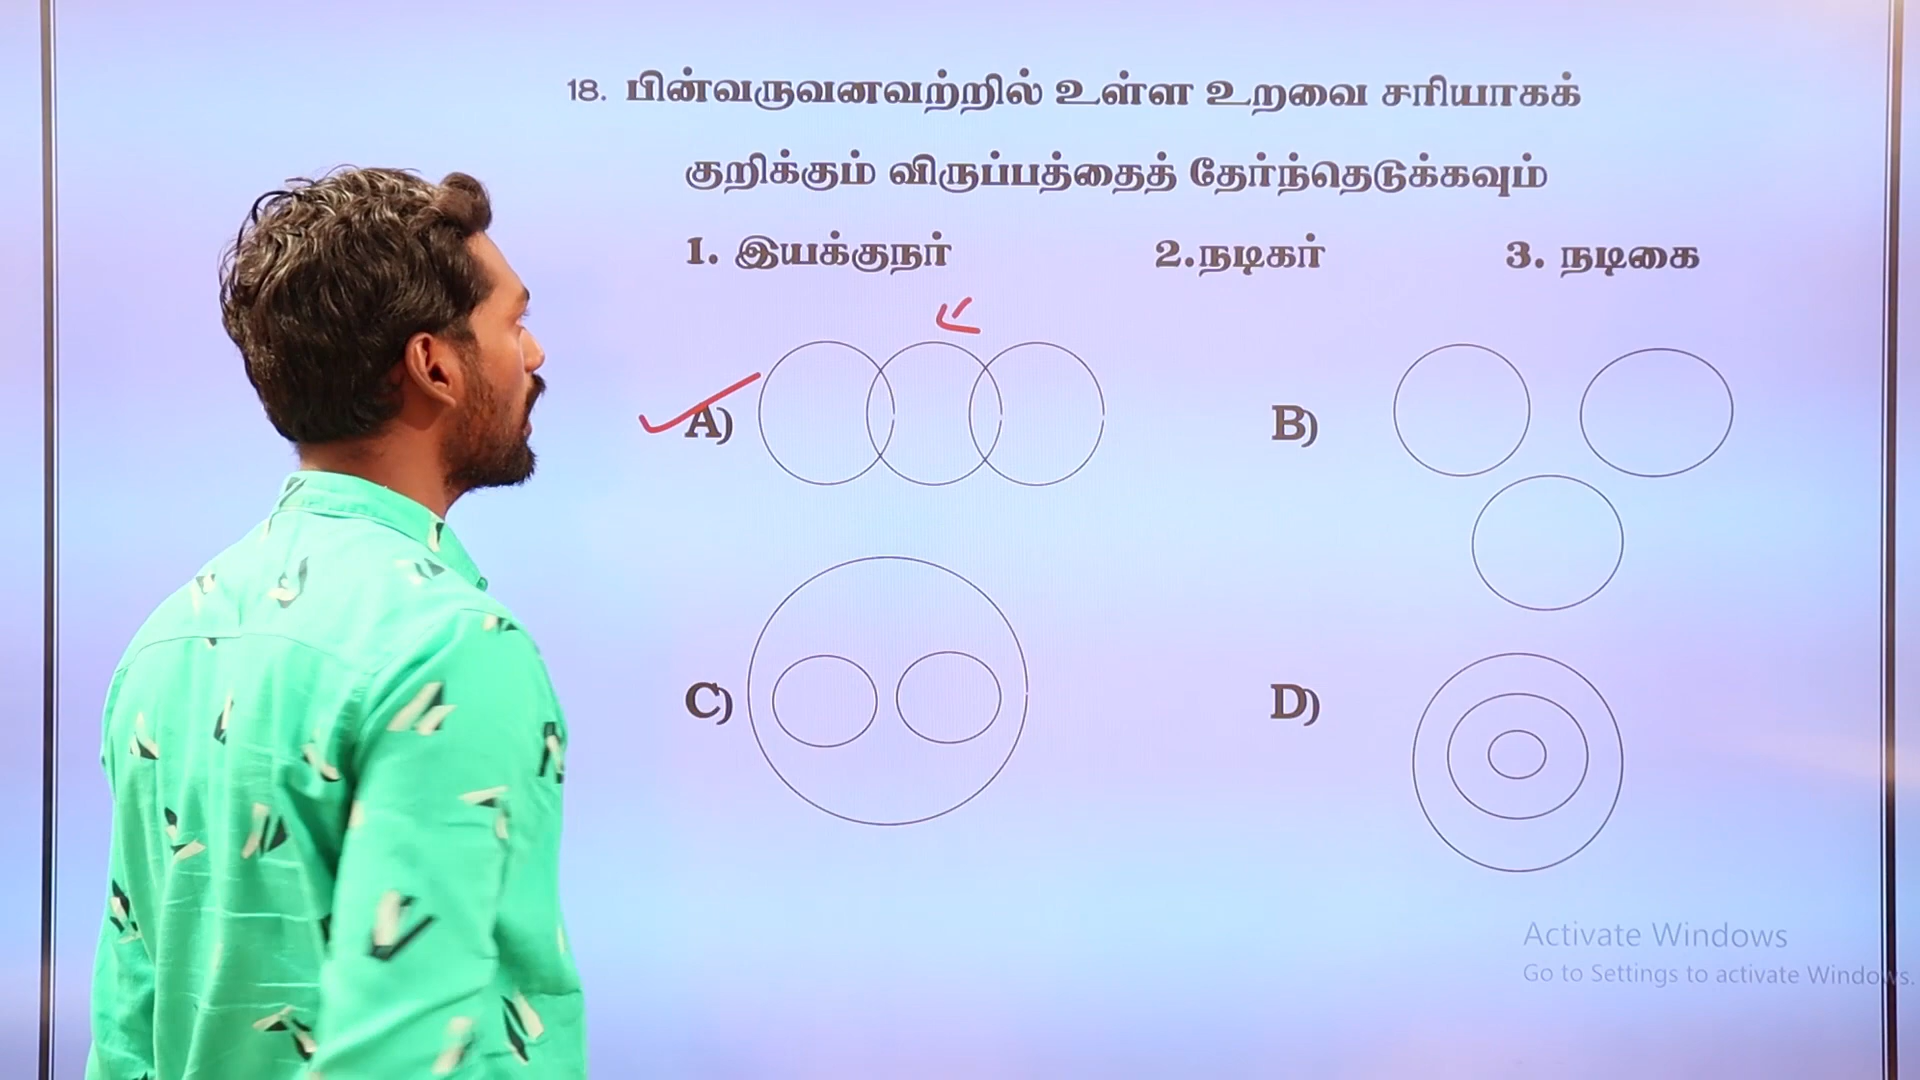 18. பின்வருவனவற்றில் உள்ள உறவை சரியாகக்
குறிக்கும் விருப்பத்தைத் தேர்ந்தெடுக்கவும்
1. இயக்குநர் 2.நடிகர் 3. நடிகை
A) B)
C) D)
Activate Windows
Go to Settings to activate Windows.